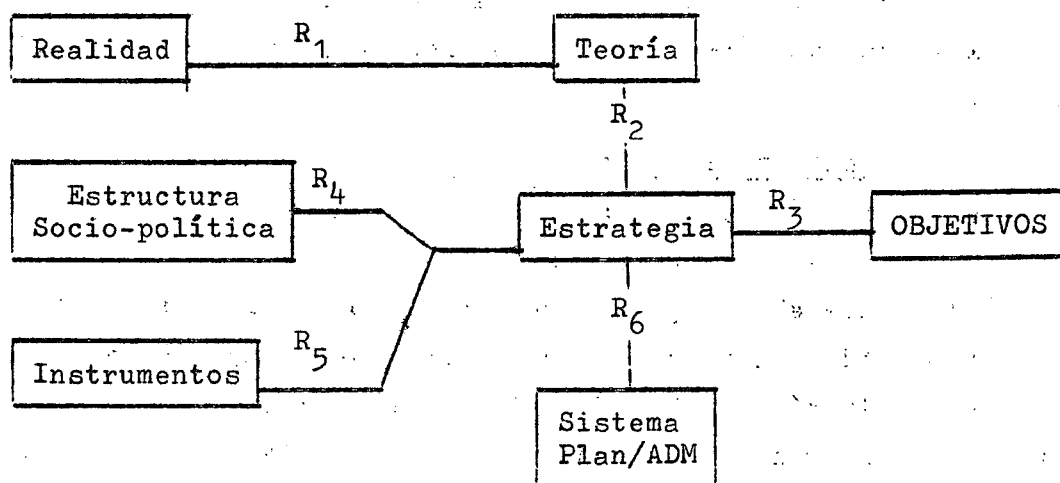 Realidad
R1
Teoría
R2
Estructura
Socio-política
R4
Estrategia
R3
OBJETIVOS
Instrumentos
R5
R6
Sistema
Plan/ADM